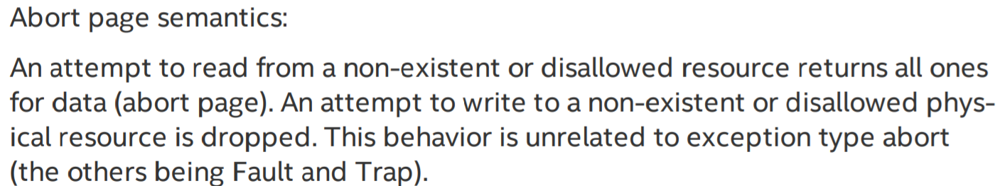 Abort page semantics:
An attempt to read from a non-existent or disallowed resource returns all ones
for data (abort page). An attempt to write to a non-existent or disallowed phys-
ical resource is dropped. This behavior is unrelated to exception type abort
(the others being Fault and Trap).